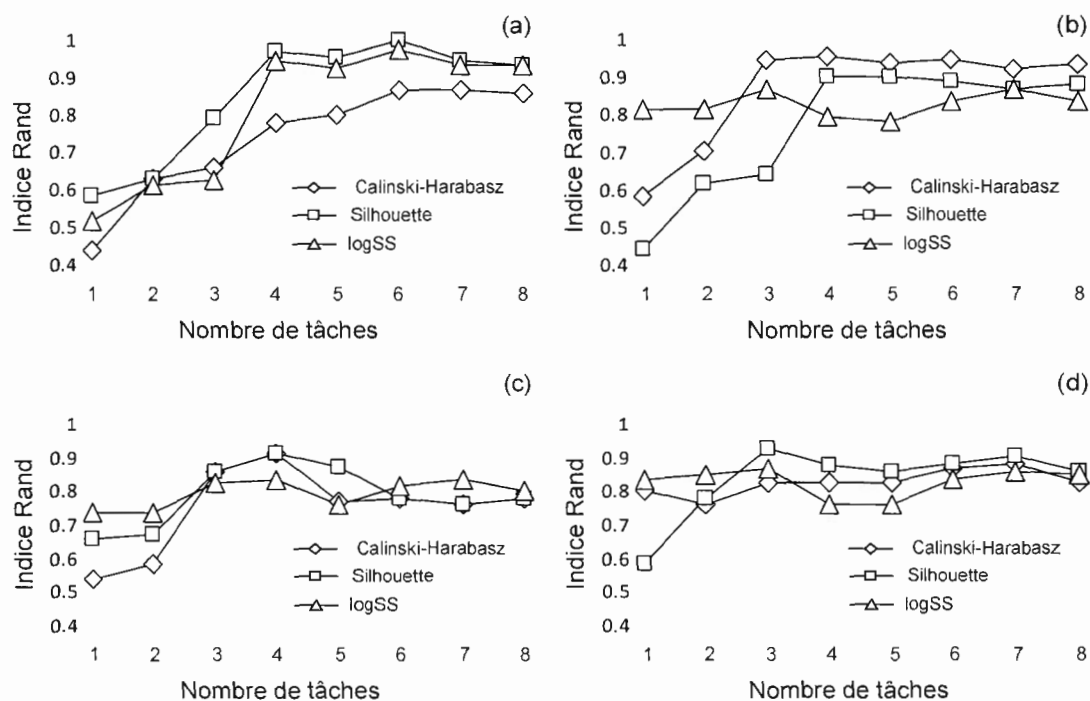 (a)
Indice Rand
1
0.9
0.8
0.7
0.6
0.5
0.4
Calinski-Harabasz
Silhouette
logSS
1 2 3 4 5 6 7 8
Nombre de tâches
(b)
Indice Rand
1
0.9
0.8
0.7
0.6
0.5
0.4
Calinski-Harabasz
Silhouette
logSS
1 2 3 4 5 6 7 8
Nombre de tâches
(c)
Indice Rand
1
0.9
0.8
0.7
0.6
0.5
0.4
Calinski-Harabasz
Silhouette
logSS
1 2 3 4 5 6 7 8
Nombre de tâches
(d)
Indice Rand
1
0.9
0.8
0.7
0.6
0.5
0.4
Calinski-Harabasz
Silhouette
logSS
1 2 3 4 5 6 7 8
Nombre de tâches